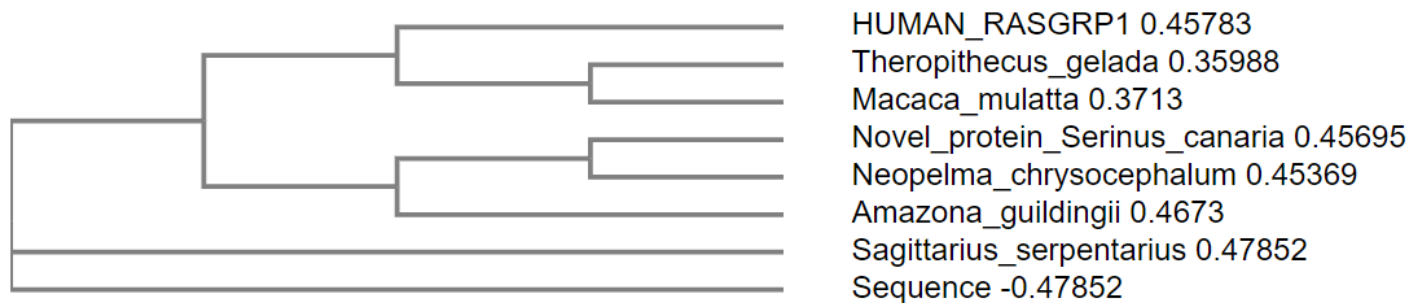 HUMAN_RASGRP1 0.45783
Theropithecus_gelada 0.35988
Macaca_mulatta 0.3713
Novel_protein_Serinus_canaria 0.45695
Neopelma_chrysocephalum 0.45369
Amazona_guildingii 0.4673
Sagittarius_serpentarius 0.47852
Sequence -0.47852